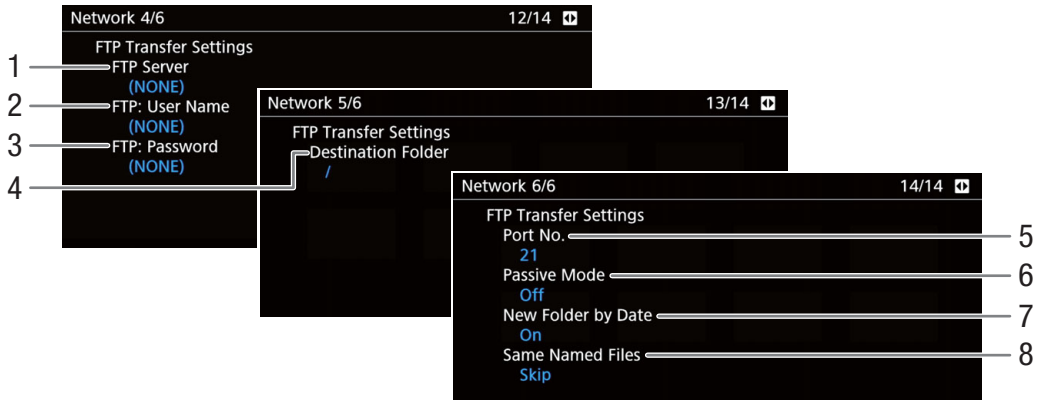 Network 4/6 12/14
FTP Transfer Settings
1 FTP Server
(NONE)
2 FTP: User Name
(NONE)
3 FTP: Password
(NONE)
Network 5/6 13/14
FTP Transfer Settings
4 Destination Folder
/
Network 6/6 14/14
FTP Transfer Settings
Port No. 5
21
Passive Mode 6
Off
New Folder by Date 7
On
Same Named Files 8
Skip